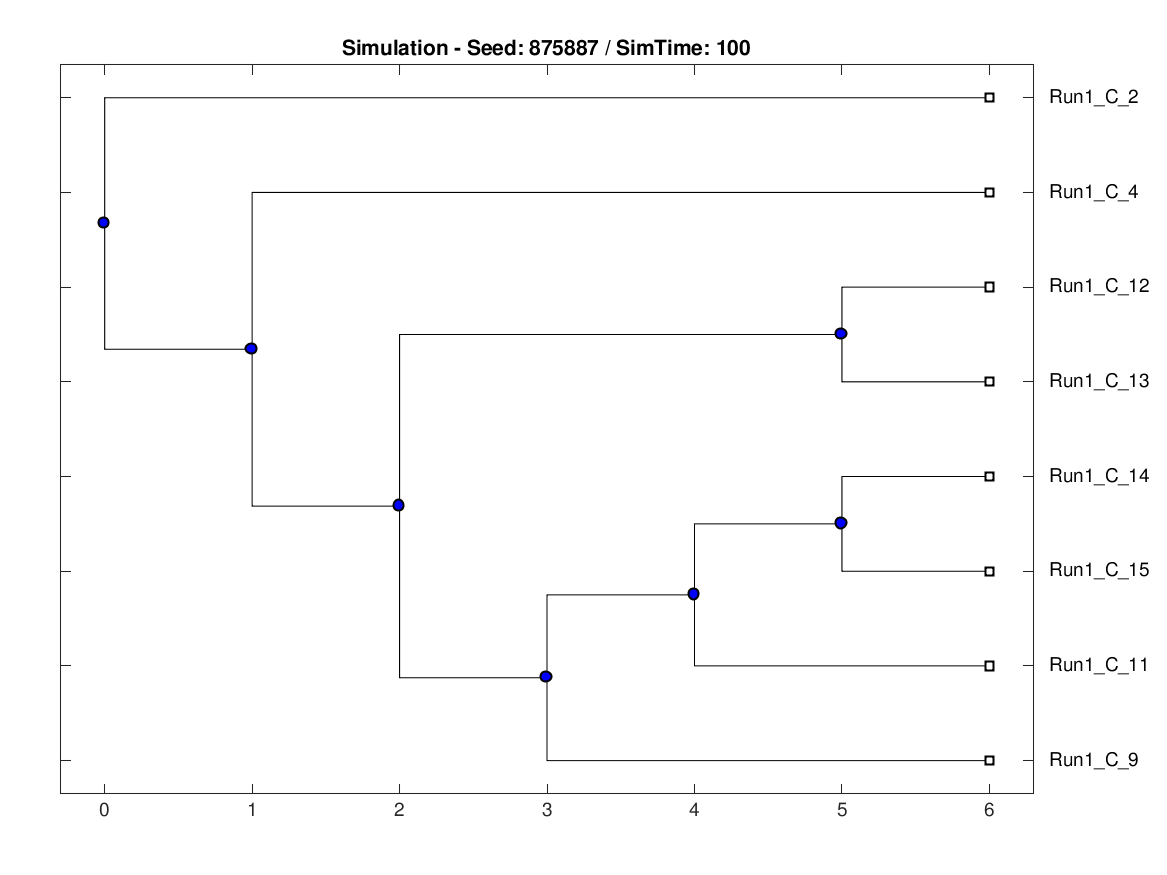 Simulation - Seed: 875887 / SimTime: 100
Run1_C_2
Run1_C_4
Run1_C_12
Run1_C_13
Run1_C_14
Run1_C_15
Run1_C_11
Run1_C_9
0 1 2 3 4 5 6